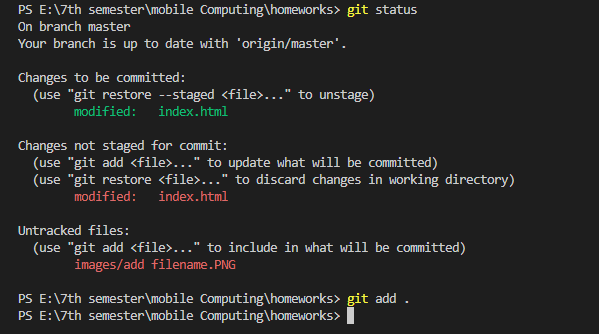 PS E:\7th semester\mobile Computing\homeworks> git status
On branch master
Your branch is up to date with 'origin/master'.
Changes to be committed:
  (use "git restore --staged <file>..." to unstage)
        modified:   index.html
Changes not staged for commit:
  (use "git add <file>..." to update what will be committed)
  (use "git restore <file>..." to discard changes in working directory)
        modified:   index.html
Untracked files:
  (use "git add <file>..." to include in what will be committed)
        images/add filename.PNG
PS E:\7th semester\mobile Computing\homeworks> git add .
PS E:\7th semester\mobile Computing\homeworks>